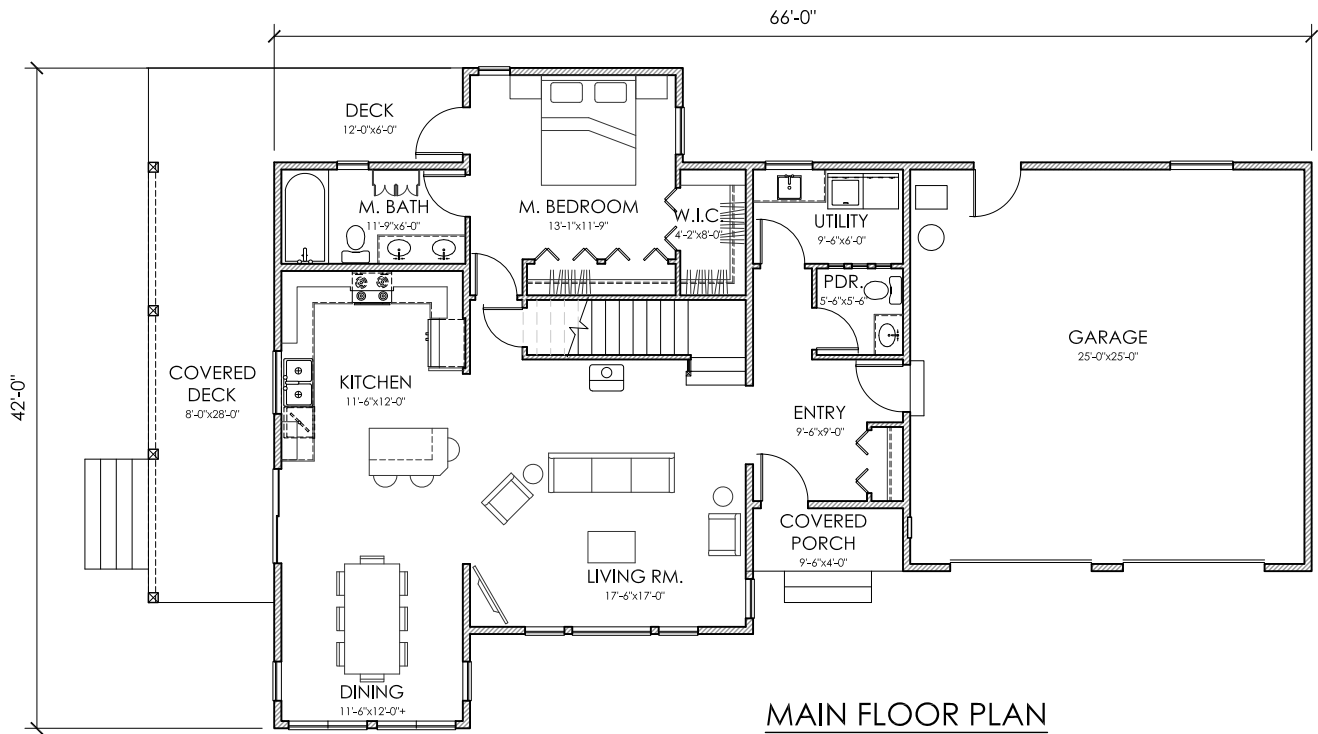 66'-0"
DECK
12'-0"x6'-0"
M. BATH
11'-9"x6'-0"
M. BEDROOM
13'-1"x11'-9"
W.I.C.
4'-2"x8'-0"
UTILITY
9'-6"x6'-0"
PDR.
5'-6"x5'-6"
GARAGE
25'-0"x25'-0"
42'-0"
COVERED
DECK
8'-0"x28'-0"
KITCHEN
11'-6"x12'-0"
ENTRY
9'-6"x9'-0"
COVERED
PORCH
9'-6"x4'-0"
LIVING RM.
17'-6"x17'-0"
DINING
11'-6"x12'-0"+
MAIN FLOOR PLAN